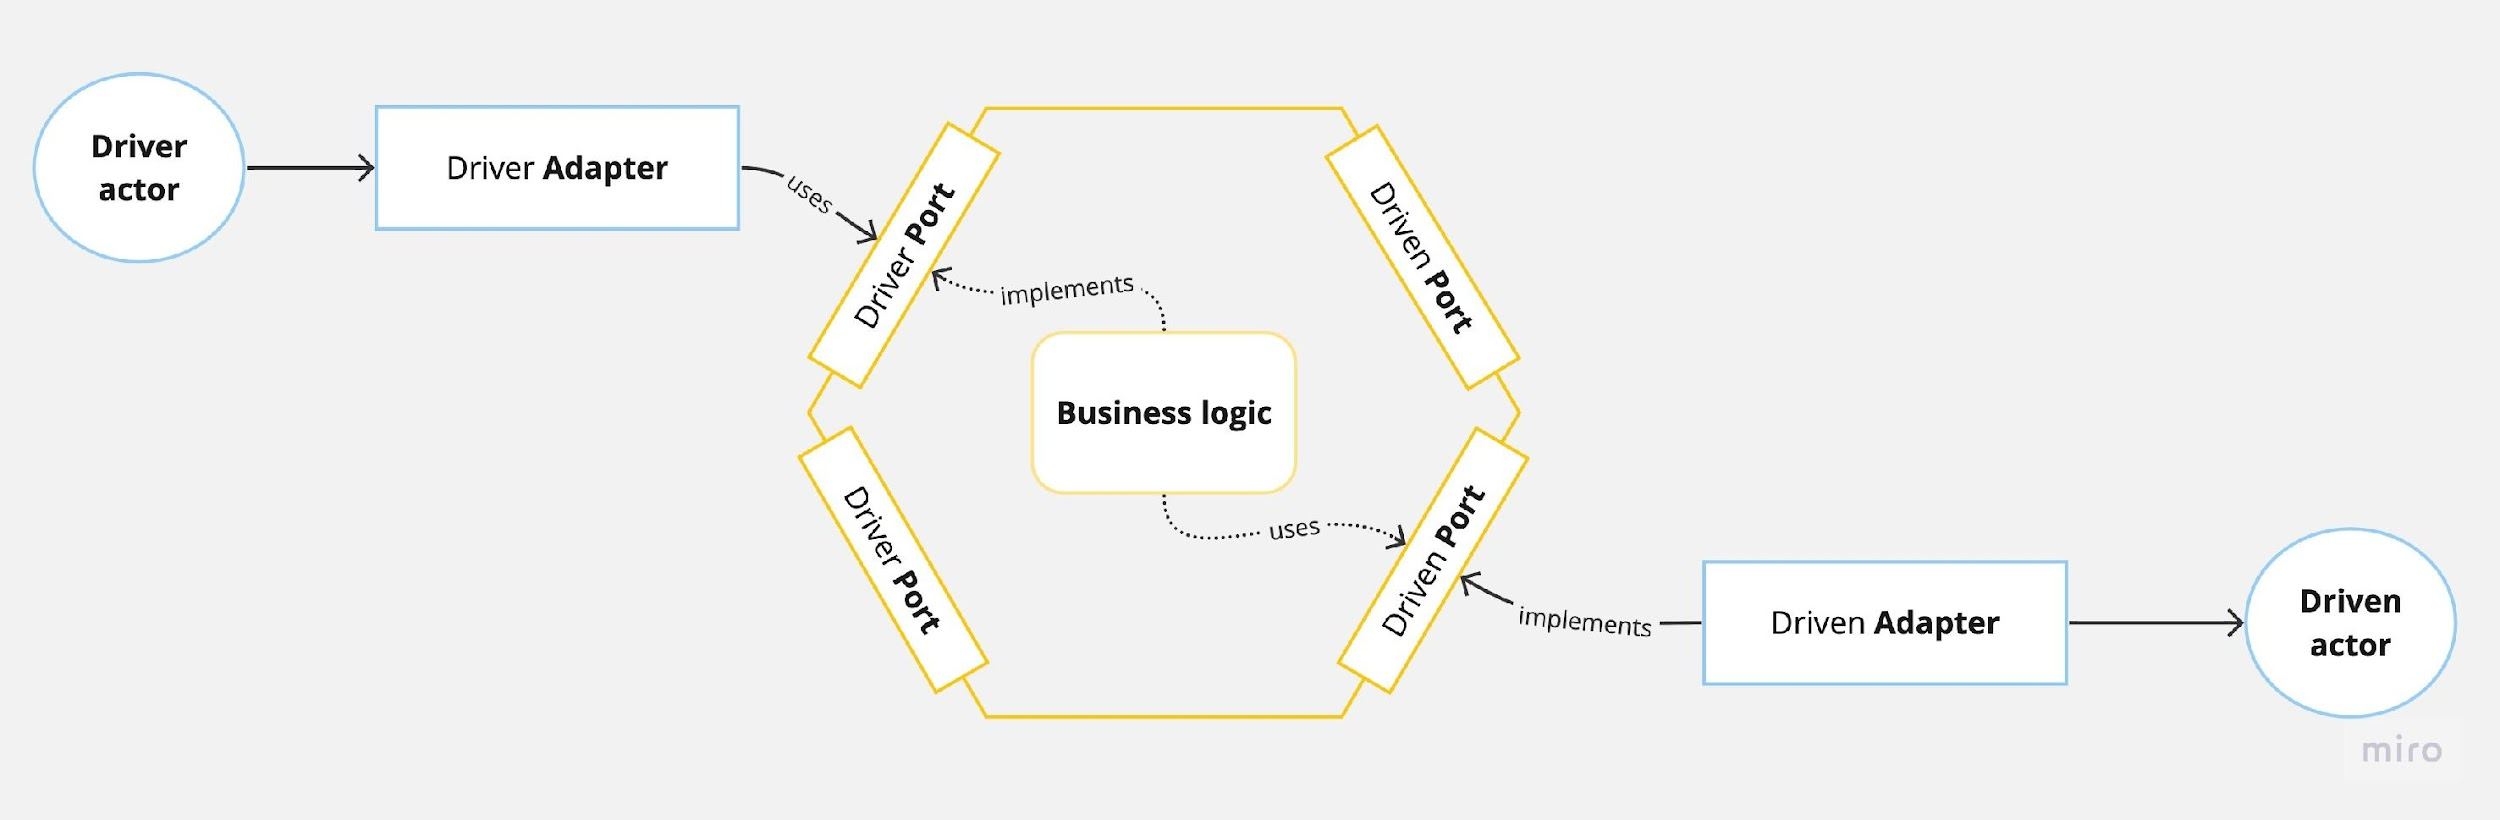 Driver
actor
Driver Adapter
uses
Driver Port
implements
Driven Port
Business logic
Driver Port
uses
Driven Port
implements
Driven Adapter
Driven
actor
miro